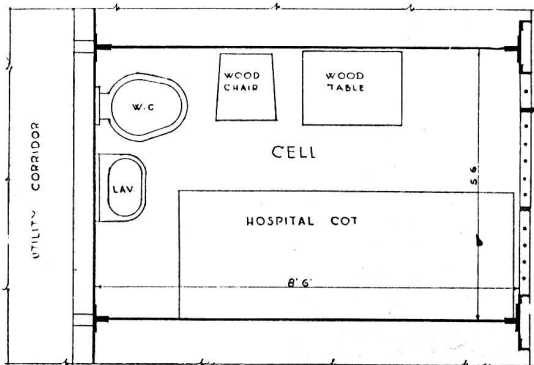 UTILITY CORRIDOR
W.C
WOOD
CHAIR
WOOD
TABLE
CELL
LAV.
HOSPITAL COT
5 6
8' 6"